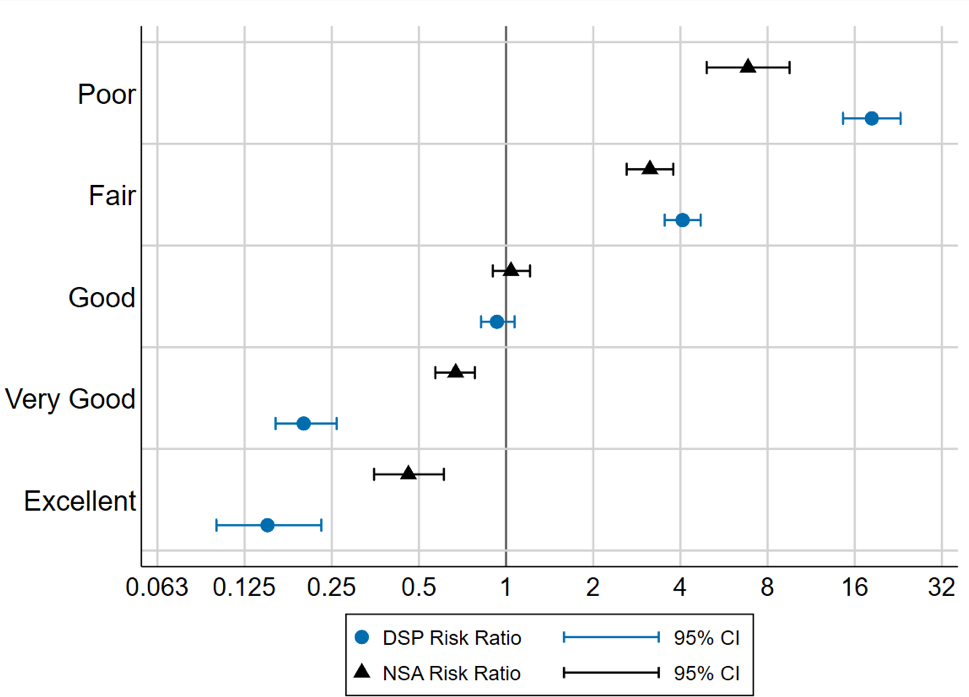 Poor
Fair
Good
Very Good
Excellent
0.063 0.125 0.25 0.5 1 2 4 8 16 32
DSP Risk Ratio 95% CI
NSA Risk Ratio 95% CI